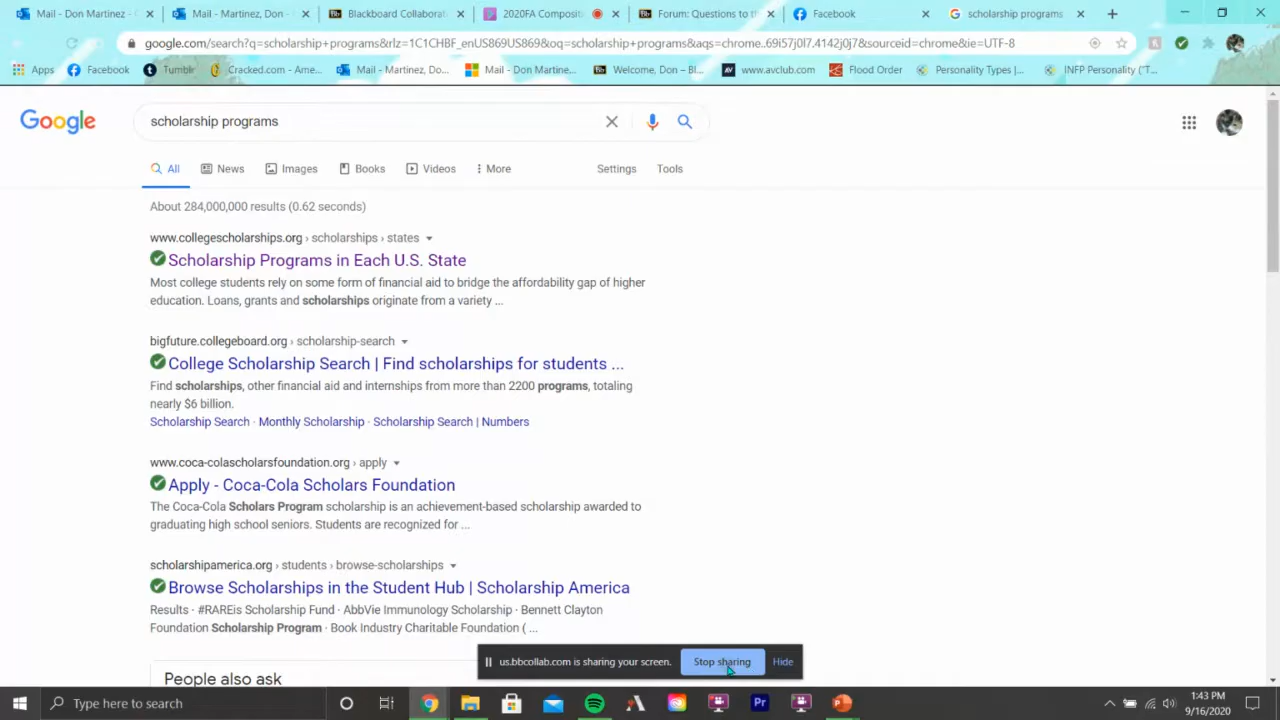 Mail - Martinez, Don -
Mail - Martinez, Don -
Blackboard Collaborat
2020FA Composit
Forum: Questions to t
Facebook
scholarship programs
google.com/search?q=scholarship+programs&rlz=1C1CHBF_enUS869US869&oq=scholarship+programs&aqs=chrome..69i57j0l7.4142j0j7&sourceid=chrome&ie=UTF-8
Apps
Facebook
Tumblr
Cracked.com - Ame...
Mail - Martinez, Do...
Mail - Don Martine...
Welcome, Don – Bl...
www.avclub.com
Flood Order
Personality Types |...
INFP Personality ("T...
Google
scholarship programs
All
News
Images
Books
Videos
More
Settings
Tools
About 284,000,000 results (0.62 seconds)
www.collegescholarships.org › scholarships › states
Scholarship Programs in Each U.S. State
Most college students rely on some form of financial aid to bridge the affordability gap of higher
education. Loans, grants and scholarships originate from a variety ...
bigfuture.collegeboard.org › scholarship-search
College Scholarship Search | Find scholarships for students ...
Find scholarships, other financial aid and internships from more than 2200 programs, totaling
nearly $6 billion.
Scholarship Search · Monthly Scholarship · Scholarship Search | Numbers
www.coca-colascholarsfoundation.org › apply
Apply - Coca-Cola Scholars Foundation
The Coca-Cola Scholars Program scholarship is an achievement-based scholarship awarded to
graduating high school seniors. Students are recognized for ...
scholarshipamerica.org › students › browse-scholarships
Browse Scholarships in the Student Hub | Scholarship America
Results · #RAREis Scholarship Fund · AbbVie Immunology Scholarship · Bennett Clayton
Foundation Scholarship Program · Book Industry Charitable Foundation ( ...
us.bbcollab.com is sharing your screen.
Stop sharing
Hide
People also ask
Type here to search
1:43 PM
9/16/2020